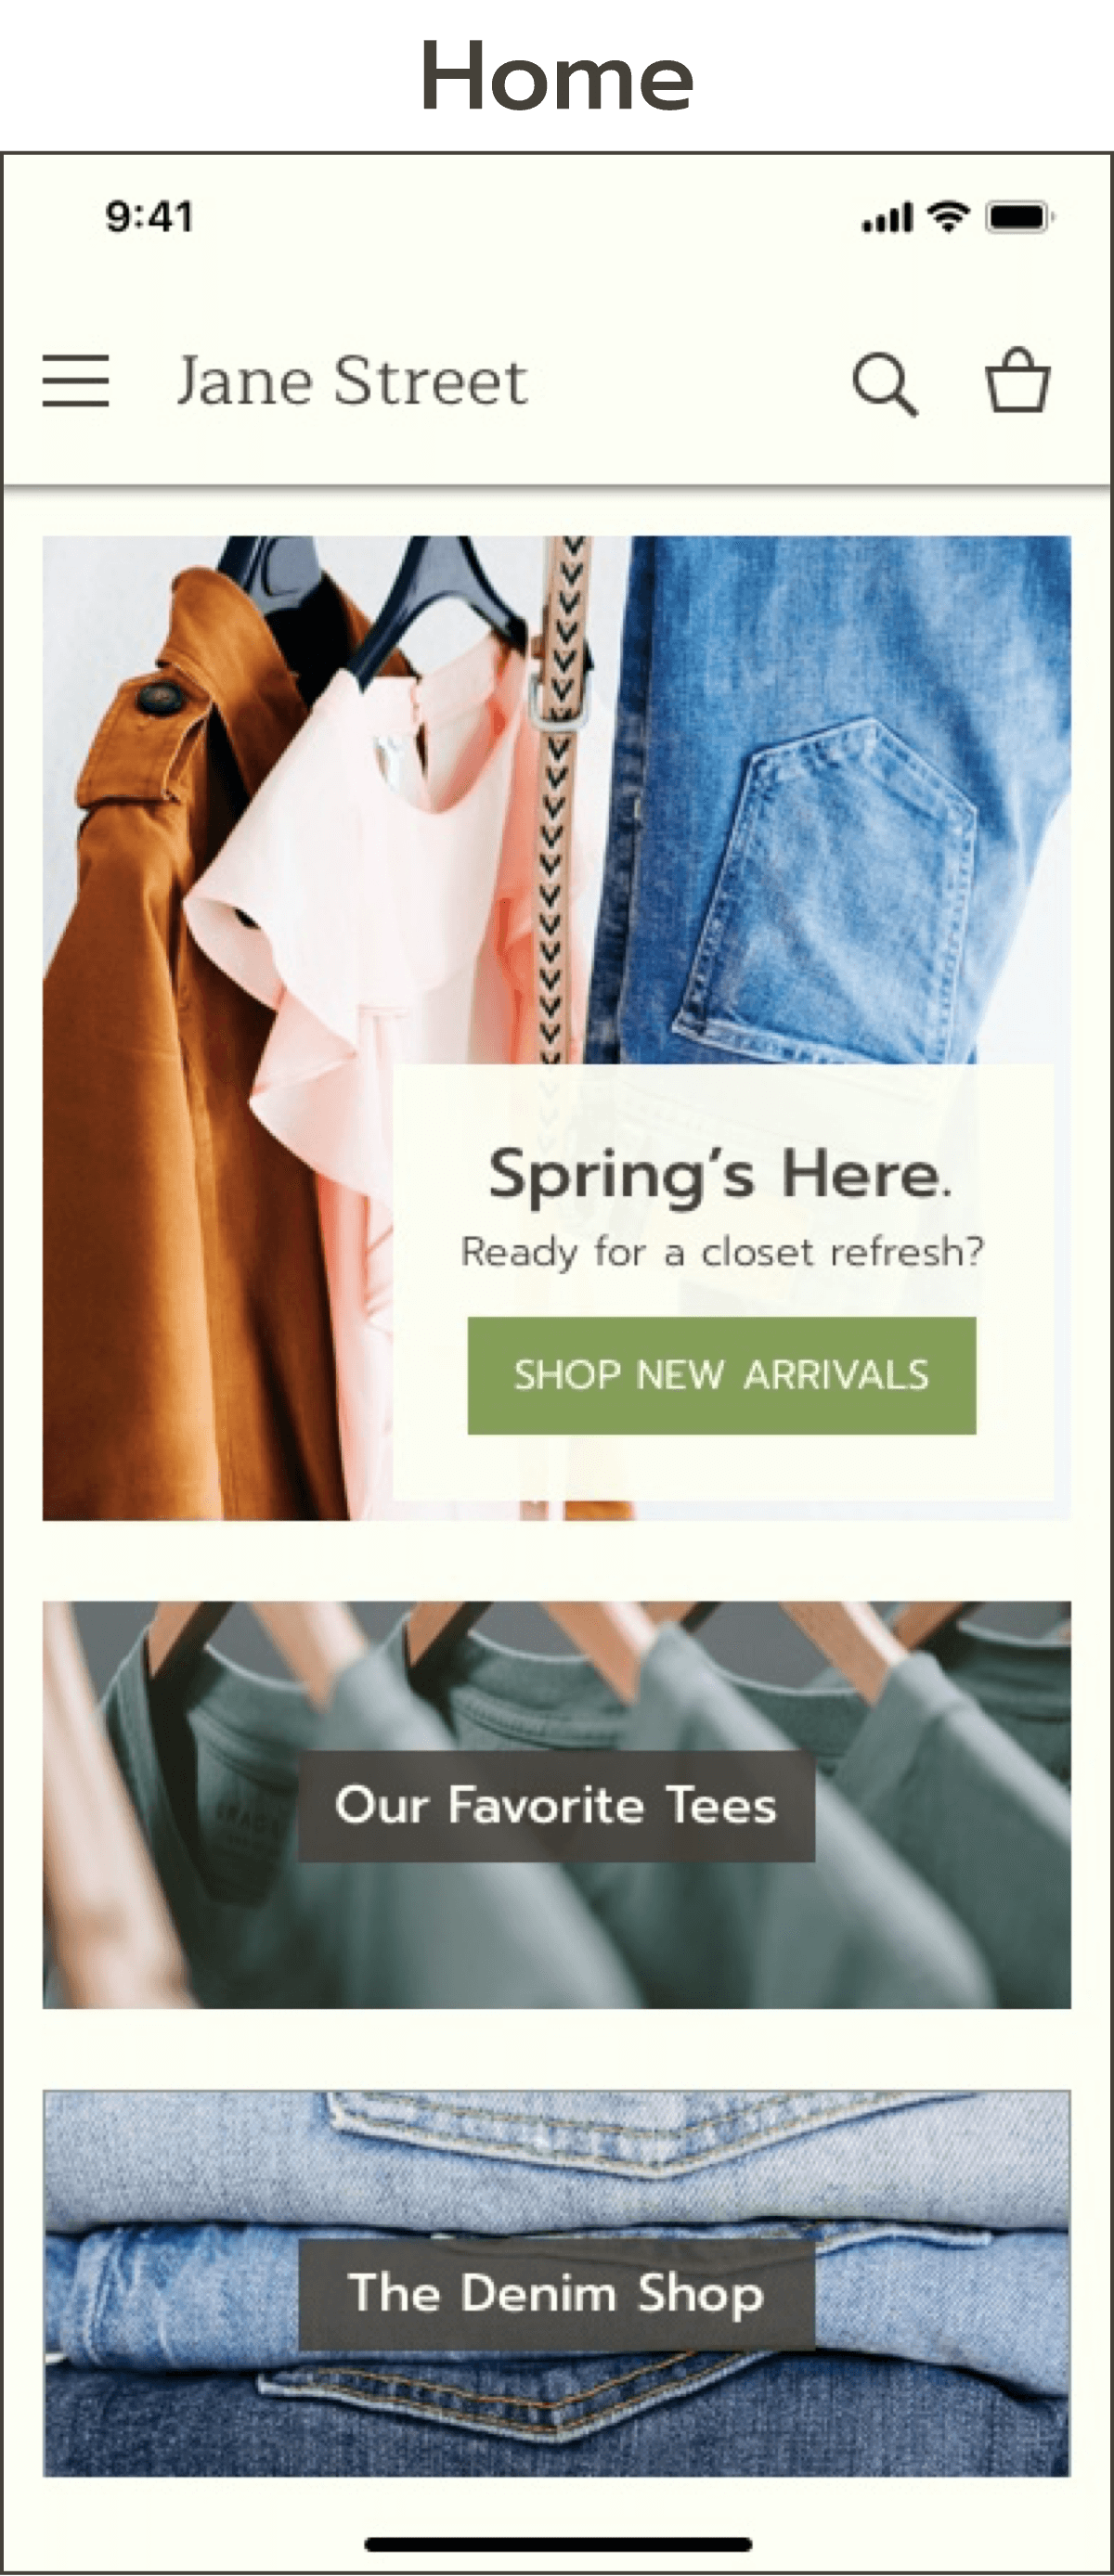 Home
9:41
Jane Street
Spring’s Here.
Ready for a closet refresh?
SHOP NEW ARRIVALS
Our Favorite Tees
The Denim Shop